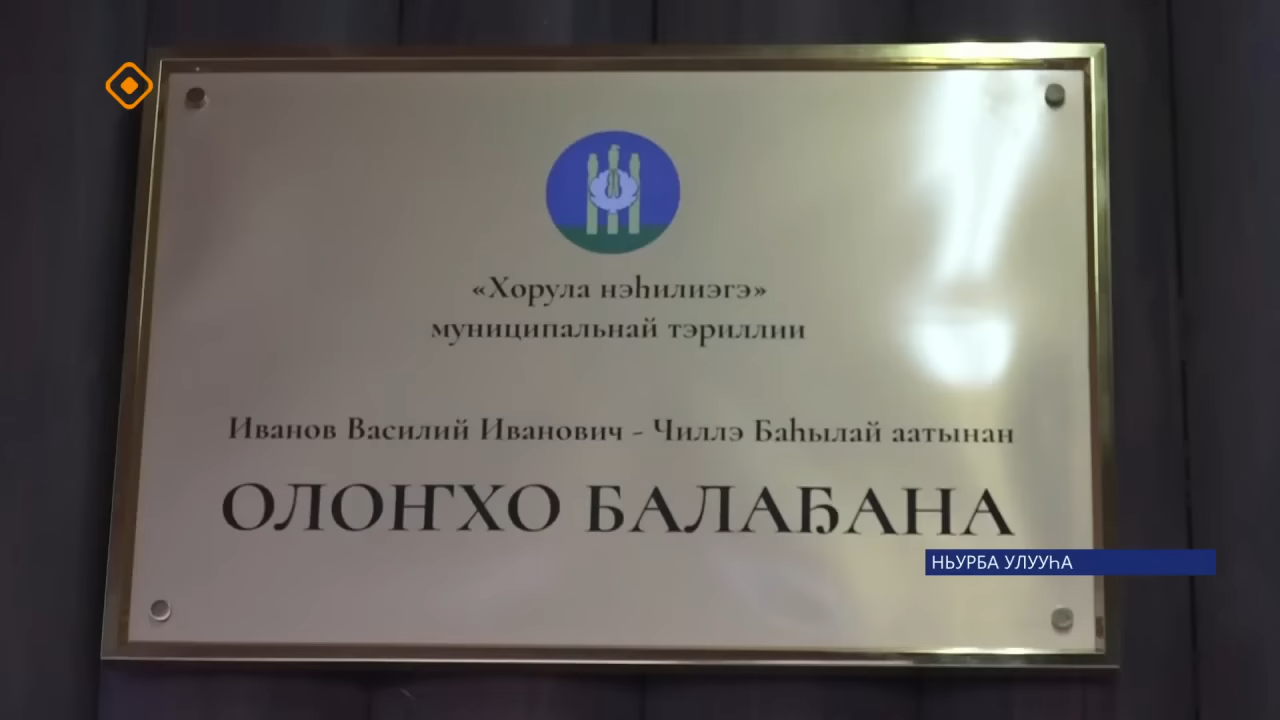 «Хорула нэһилиэгэ»
муниципальнай тэриллии
Иванов Василий Иванович - Чиллэ Баһылай аатынан
ОЛОҤХО БАЛАҔАНА
НЬУРБА УЛУУҺА